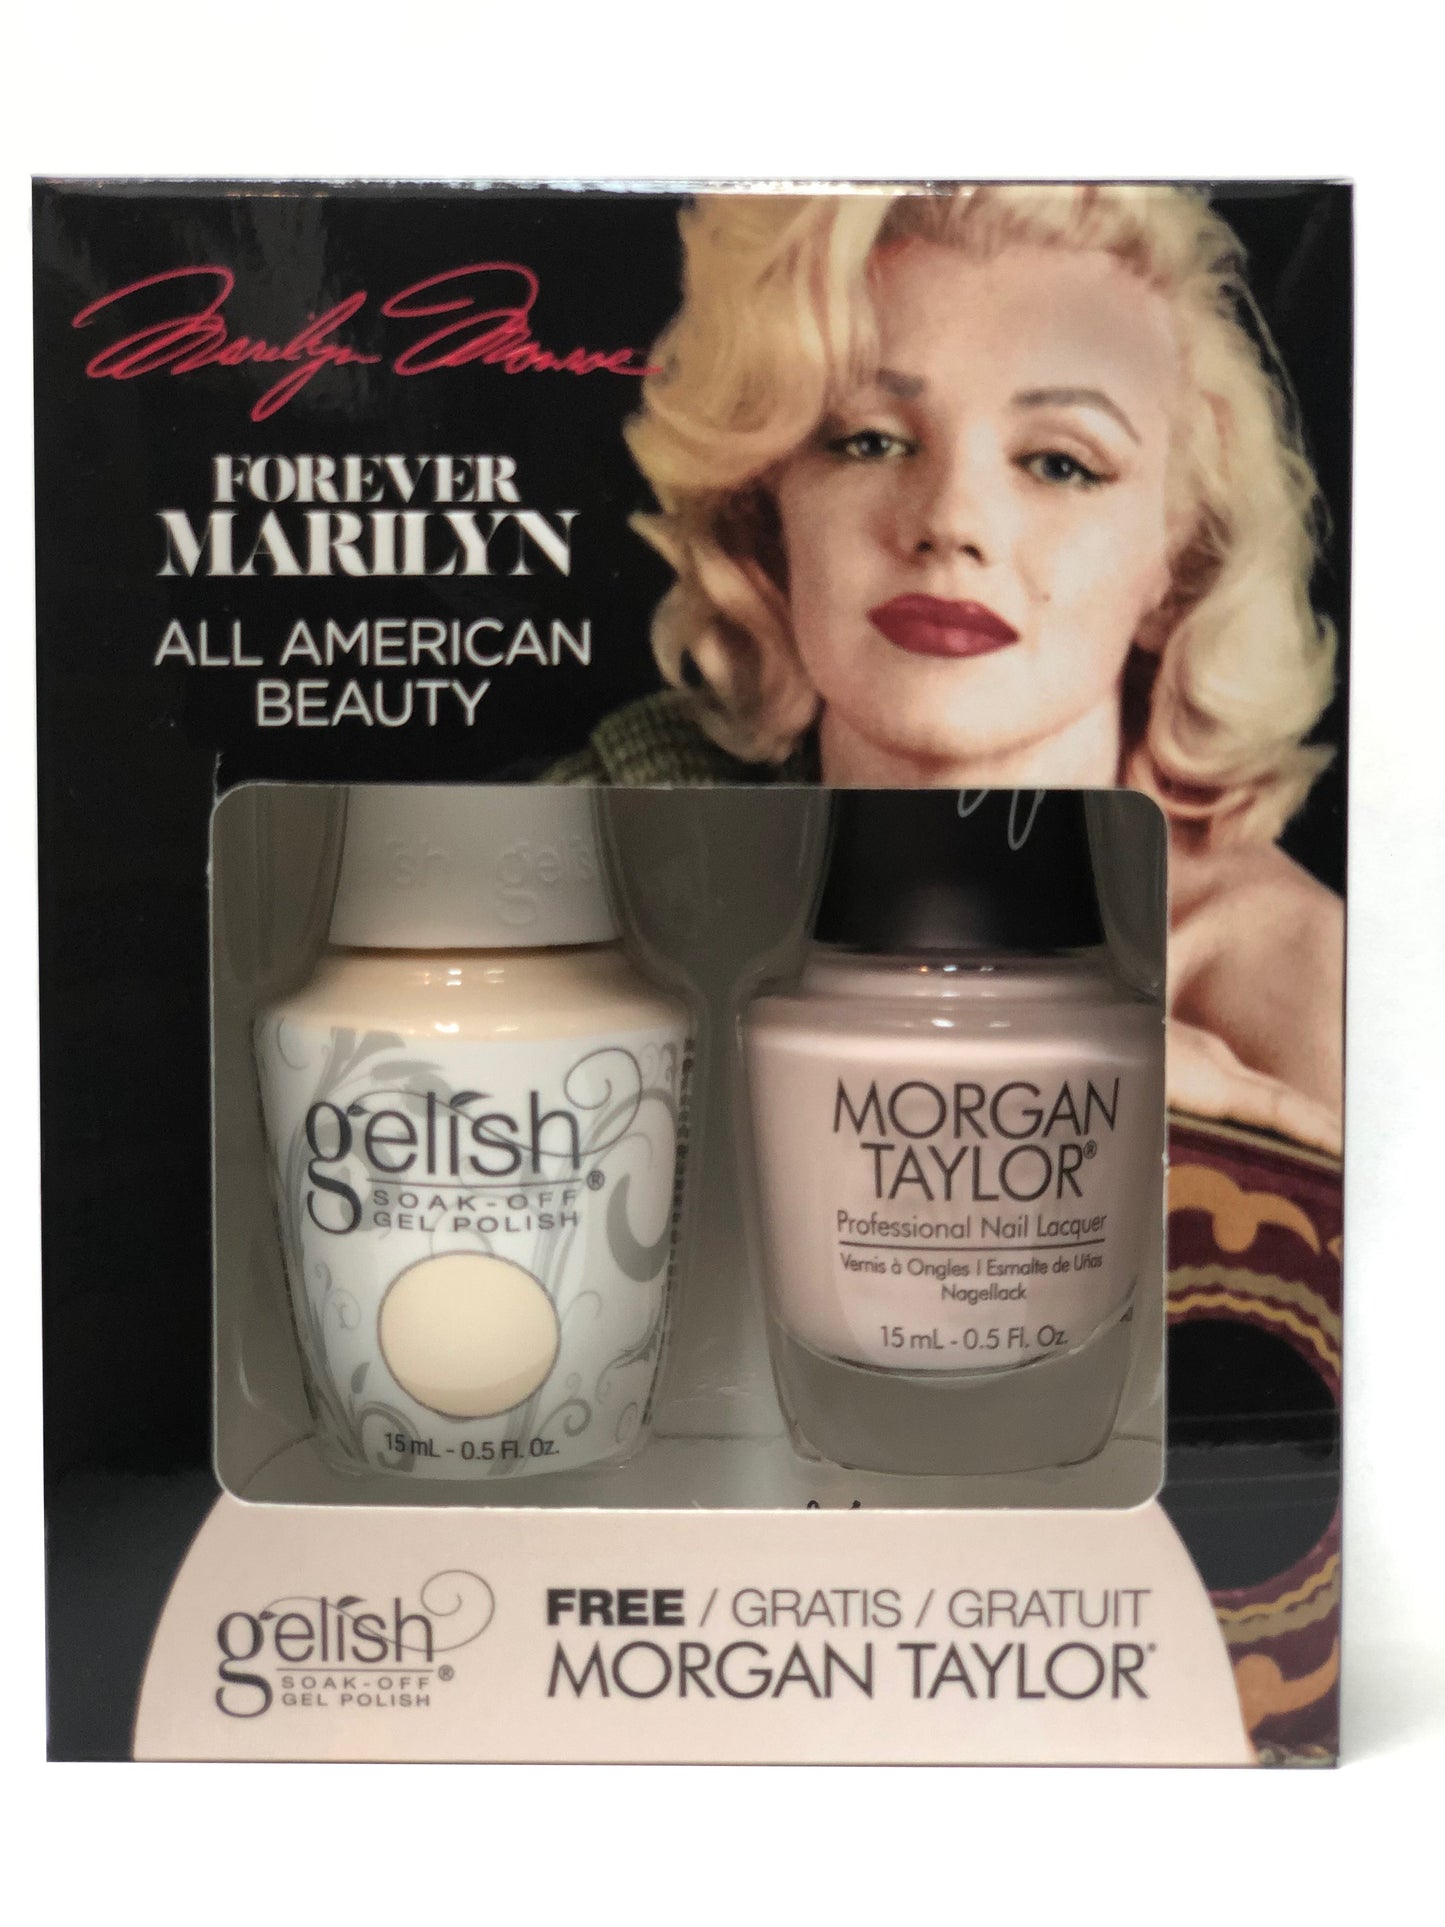 Marilyn Monroe
FOREVER
MARILYN
ALL AMERICAN
BEAUTY
gelish
gelish®
SOAK-OFF
GEL POLISH
15 mL - 0.5 Fl. Oz.
MORGAN
TAYLOR®
Professional Nail Lacquer
Vernis à Ongles | Esmalte de Uñas
Nagellack
15 mL - 0.5 Fl. Oz.
gelish®
SOAK-OFF
GEL POLISH
FREE / GRATIS / GRATUIT
MORGAN TAYLOR®